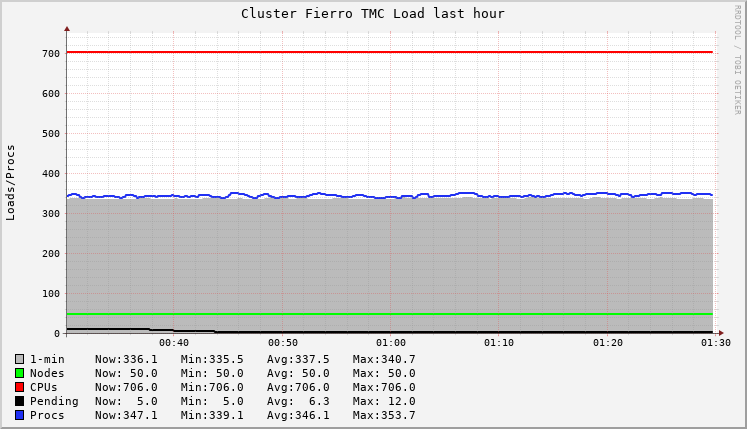 Cluster Fierro TMC Load last hour
RRDTOOL / TOBI OETIKER
Loads/Procs
700
600
500
400
300
200
100
0
00:40 00:50 01:00 01:10 01:20 01:30
1-min Now:336.1 Min:335.5 Avg:337.5 Max:340.7
Nodes Now: 50.0 Min: 50.0 Avg: 50.0 Max: 50.0
CPUs Now:706.0 Min:706.0 Avg:706.0 Max:706.0
Pending Now: 5.0 Min: 5.0 Avg: 6.3 Max: 12.0
Procs Now:347.1 Min:339.1 Avg:346.1 Max:353.7